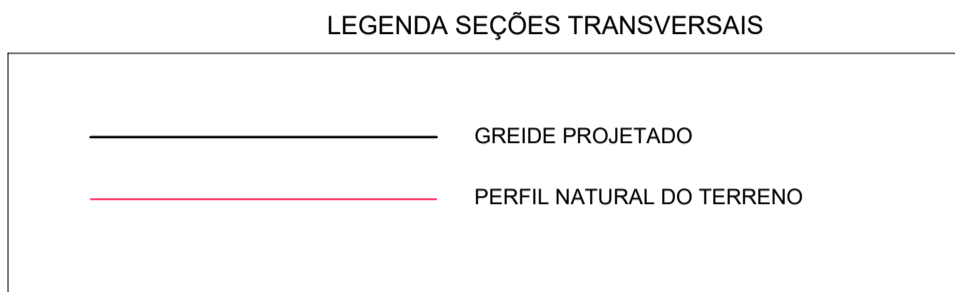 LEGENDA SEÇÕES TRANSVERSAIS
GREIDE PROJETADO
PERFIL NATURAL DO TERRENO